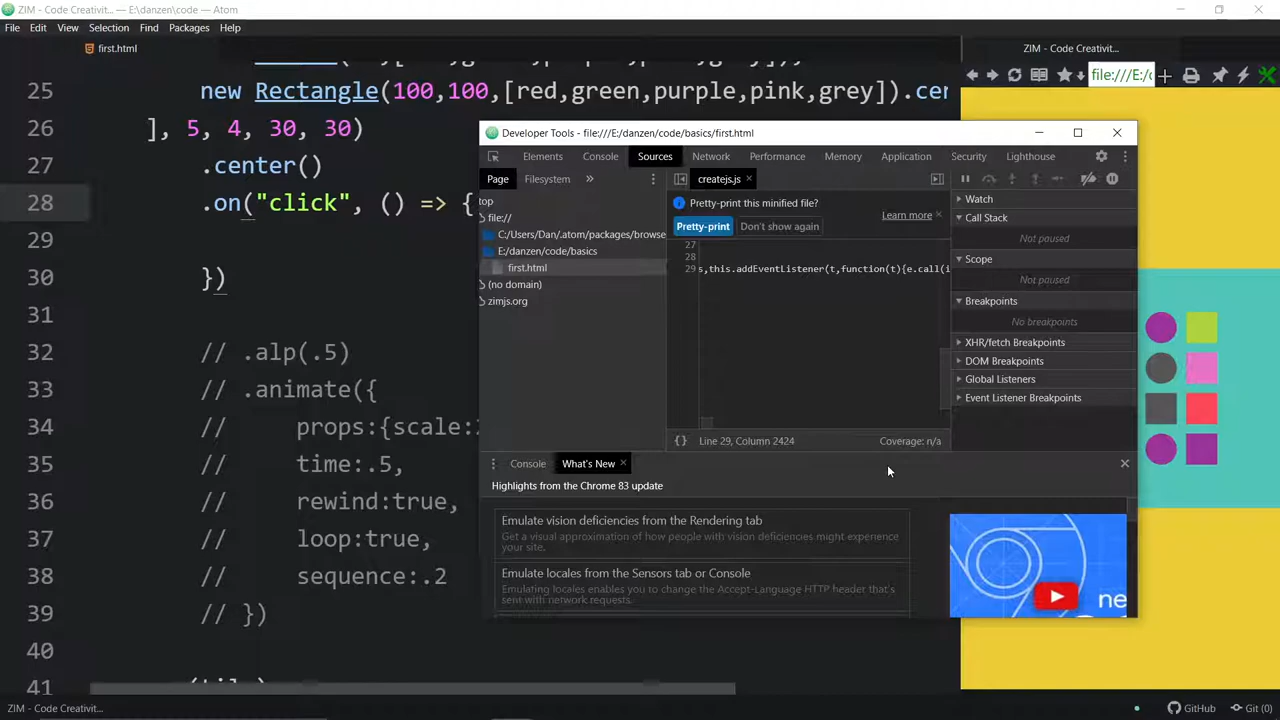 ZIM - Code Creativit... — E:\danzen\code — Atom
File Edit View Selection Find Packages Help
first.html
ZIM - Code Creativit...
file:///E:/c
25 new Rectangle(100,100,[red,green,purple,pink,grey]).cer
26 ], 5, 4, 30, 30)
27 .center()
28 .on("click", () => {
29
30 })
31
32 // .alp(.5)
33 // .animate({
34 // props:{scale:
35 // time:.5,
36 // rewind:true,
37 // loop:true,
38 // sequence:.2
39 // })
40
41
Developer Tools - file:///E:/danzen/code/basics/first.html
Elements Console Sources Network Performance Memory Application Security Lighthouse
Page Filesystem »
createjs.js
top
file://
C:/Users/Dan/.atom/packages/browse
E:/danzen/code/basics
first.html
(no domain)
zimjs.org
Pretty-print this minified file?
Learn more
Pretty-print Don't show again
27
28
29 s,this.addEventListener(t,function(t){e.call(i
{} Line 29, Column 2424 Coverage: n/a
Watch
Call Stack
Not paused
Scope
Not paused
Breakpoints
No breakpoints
XHR/fetch Breakpoints
DOM Breakpoints
Global Listeners
Event Listener Breakpoints
Console What's New
Highlights from the Chrome 83 update
Emulate vision deficiencies from the Rendering tab
Get a visual approximation of how people with vision deficiencies might experience
your site.
Emulate locales from the Sensors tab or Console
Emulating locales enables you to change the Accept-Language HTTP header that's
sent with network requests.
ne
ZIM - Code Creativit... E:\danzen\code
GitHub Git (0)